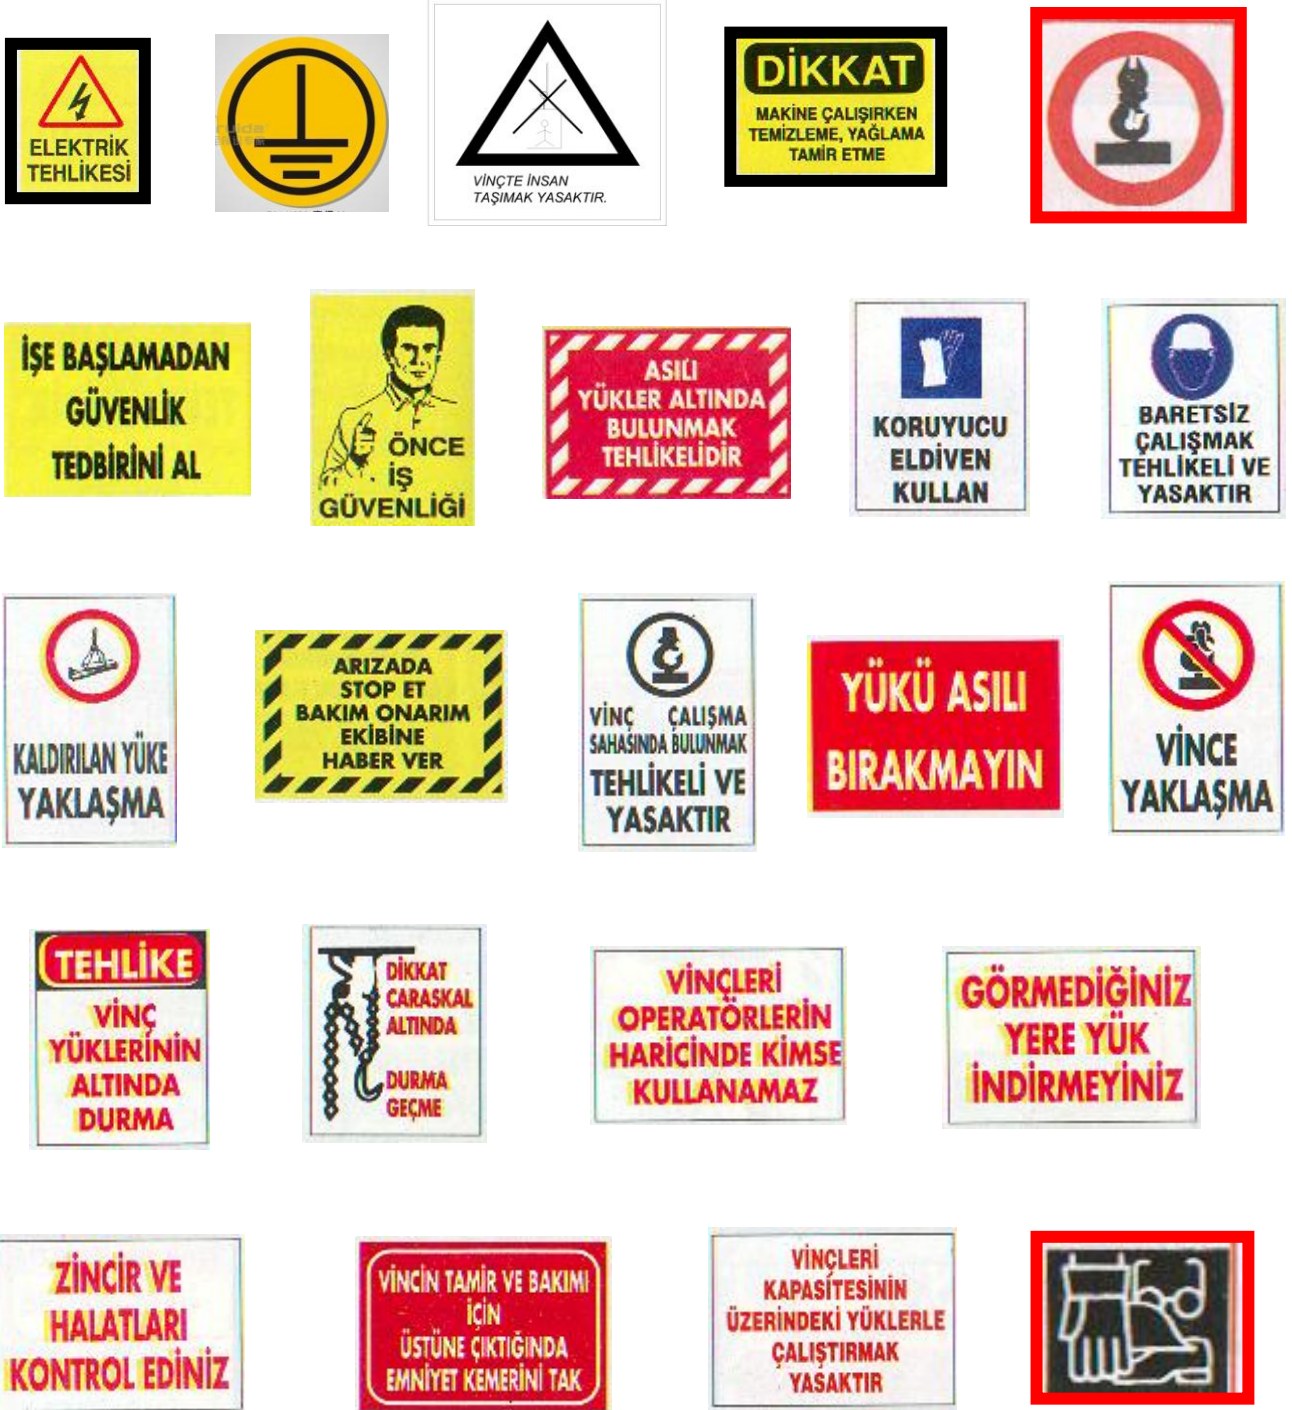 ELEKTRİK
TEHLİKESİ
VİNÇTE İNSAN
TAŞIMAK YASAKTIR.
DİKKAT
MAKİNE ÇALIŞIRKEN
TEMİZLEME, YAĞLAMA
TAMİR ETME
İŞE BAŞLAMADAN
GÜVENLİK
TEDBİRİNİ AL
ÖNCE
İŞ
GÜVENLİĞİ
ASILI
YÜKLER ALTINDA
BULUNMAK
TEHLİKELİDİR
KORUYUCU
ELDİVEN
KULLAN
BARETSİZ
ÇALIŞMAK
TEHLİKELİ VE
YASAKTIR
KALDIRILAN YÜKE
YAKLAŞMA
ARIZADA
STOP ET
BAKIM ONARIM
EKİBİNE
HABER VER
VİNÇ ÇALIŞMA
SAHASINDA BULUNMAK
TEHLİKELİ VE
YASAKTIR
YÜKÜ ASILI
BIRAKMAYIN
VİNCE
YAKLAŞMA
TEHLİKE
VİNÇ
YÜKLERİNİN
ALTINDA
DURMA
DİKKAT
CARASKAL
ALTINDA
DURMA
GEÇME
VİNÇLERİ
OPERATÖRLERİN
HARİCİNDE KİMSE
KULLANAMAZ
GÖRMEDİĞİNİZ
YERE YÜK
İNDİRMEYİNİZ
ZİNCİR VE
HALATLARI
KONTROL EDİNİZ
VİNCİN TAMİR VE BAKIMI
İÇİN
ÜSTÜNE ÇIKTIĞINDA
EMNİYET KEMERİNİ TAK
VİNÇLERİ
KAPASİTESİNİN
ÜZERİNDEKİ YÜKLERLE
ÇALIŞTIRMAK
YASAKTIR